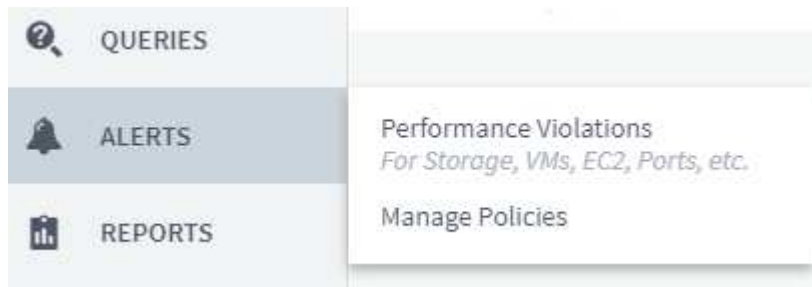 QUERIES
ALERTS
Performance Violations
For Storage, VMs, EC2, Ports, etc.
Manage Policies
REPORTS